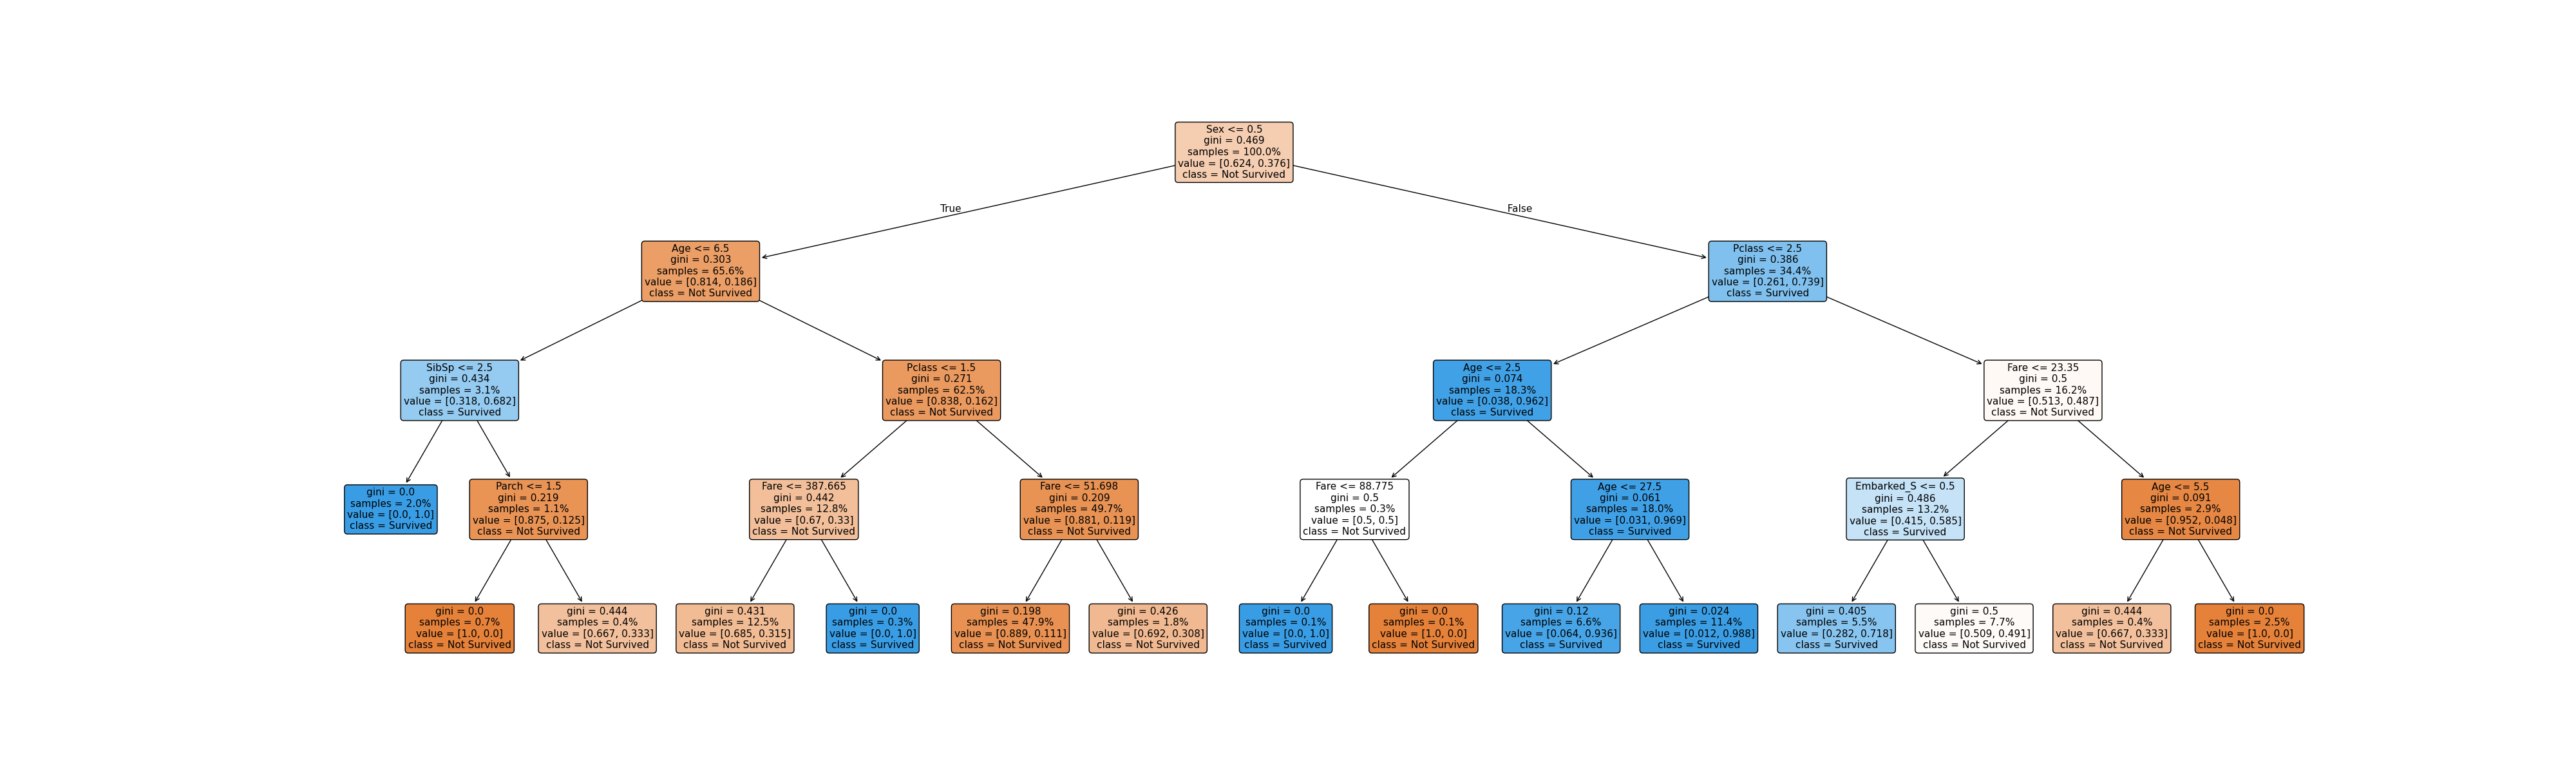 Sex <= 0.5
gini = 0.469
samples = 100.0%
value = [0.624, 0.376]
class = Not Survived
True
False
Age <= 6.5
gini = 0.303
samples = 65.6%
value = [0.814, 0.186]
class = Not Survived
Pclass <= 2.5
gini = 0.386
samples = 34.4%
value = [0.261, 0.739]
class = Survived
SibSp <= 2.5
gini = 0.434
samples = 3.1%
value = [0.318, 0.682]
class = Survived
Pclass <= 1.5
gini = 0.271
samples = 62.5%
value = [0.838, 0.162]
class = Not Survived
Age <= 2.5
gini = 0.074
samples = 18.3%
value = [0.038, 0.962]
class = Survived
Fare <= 23.35
gini = 0.5
samples = 16.2%
value = [0.513, 0.487]
class = Not Survived
gini = 0.0
samples = 2.0%
value = [0.0, 1.0]
class = Survived
Parch <= 1.5
gini = 0.219
samples = 1.1%
value = [0.875, 0.125]
class = Not Survived
Fare <= 387.665
gini = 0.442
samples = 12.8%
value = [0.67, 0.33]
class = Not Survived
Fare <= 51.698
gini = 0.209
samples = 49.7%
value = [0.881, 0.119]
class = Not Survived
Fare <= 88.775
gini = 0.5
samples = 0.3%
value = [0.5, 0.5]
class = Not Survived
Age <= 27.5
gini = 0.061
samples = 18.0%
value = [0.031, 0.969]
class = Survived
Embarked_S <= 0.5
gini = 0.486
samples = 13.2%
value = [0.415, 0.585]
class = Survived
Age <= 5.5
gini = 0.091
samples = 2.9%
value = [0.952, 0.048]
class = Not Survived
gini = 0.0
samples = 0.7%
value = [1.0, 0.0]
class = Not Survived
gini = 0.444
samples = 0.4%
value = [0.667, 0.333]
class = Not Survived
gini = 0.431
samples = 12.5%
value = [0.685, 0.315]
class = Not Survived
gini = 0.0
samples = 0.3%
value = [0.0, 1.0]
class = Survived
gini = 0.198
samples = 47.9%
value = [0.889, 0.111]
class = Not Survived
gini = 0.426
samples = 1.8%
value = [0.692, 0.308]
class = Not Survived
gini = 0.0
samples = 0.1%
value = [0.0, 1.0]
class = Survived
gini = 0.0
samples = 0.1%
value = [1.0, 0.0]
class = Not Survived
gini = 0.12
samples = 6.6%
value = [0.064, 0.936]
class = Survived
gini = 0.024
samples = 11.4%
value = [0.012, 0.988]
class = Survived
gini = 0.405
samples = 5.5%
value = [0.282, 0.718]
class = Survived
gini = 0.5
samples = 7.7%
value = [0.509, 0.491]
class = Not Survived
gini = 0.444
samples = 0.4%
value = [0.667, 0.333]
class = Not Survived
gini = 0.0
samples = 2.5%
value = [1.0, 0.0]
class = Not Survived